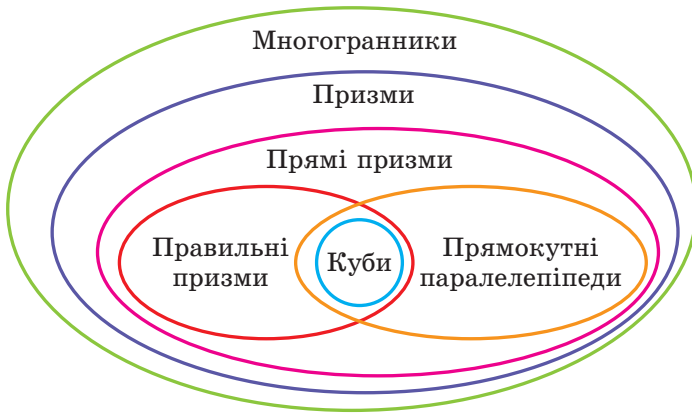 Многогранники
Призми
Прямі призми
Правильні
призми
Куби
Прямокутні
паралелепіпеди